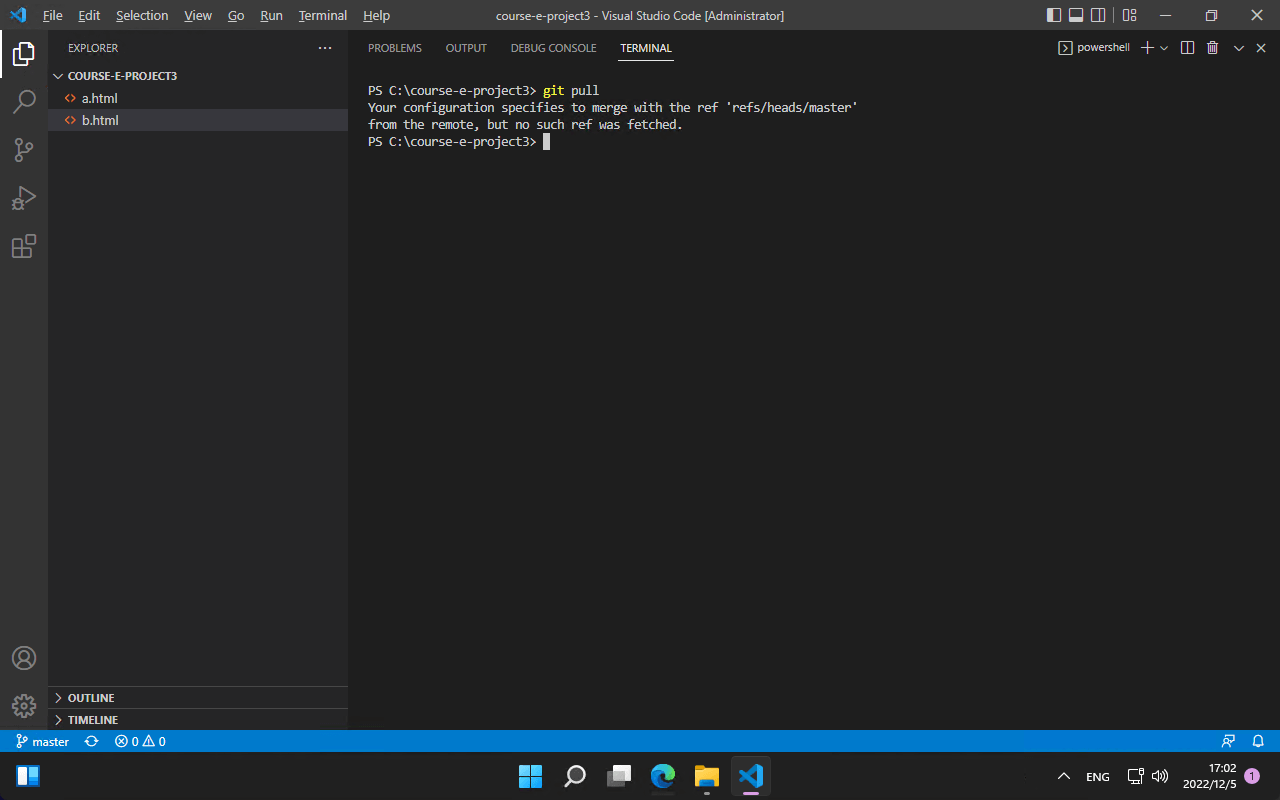 File Edit Selection View Go Run Terminal Help course-e-project3 - Visual Studio Code [Administrator]
EXPLORER
COURSE-E-PROJECT3
a.html
b.html
OUTLINE
TIMELINE
PROBLEMS OUTPUT DEBUG CONSOLE TERMINAL powershell
PS C:\course-e-project3> git pull
Your configuration specifies to merge with the ref 'refs/heads/master'
from the remote, but no such ref was fetched.
PS C:\course-e-project3>
master 0 0
ENG 17:02 1
2022/12/5